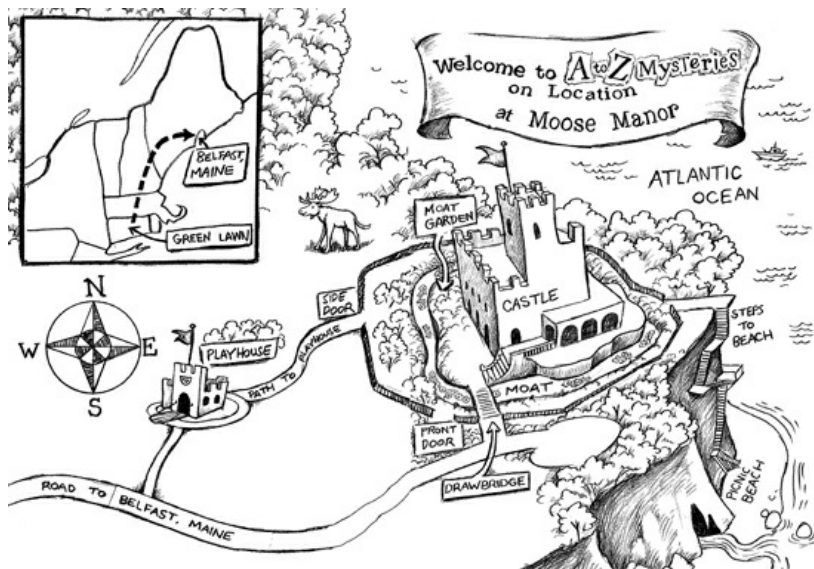 Welcome to A to Z Mysteries
on Location
at Moose Manor
BELFAST,
MAINE
GREEN LAWN
ATLANTIC
OCEAN
MOAT
GARDEN
CASTLE
SIDE
DOOR
STEPS
TO
BEACH
N
W E
S
PLAYHOUSE
PATH TO PLAYHOUSE
MOAT
FRONT
DOOR
DRAWBRIDGE
PICNIC
BEACH
ROAD TO BELFAST, MAINE